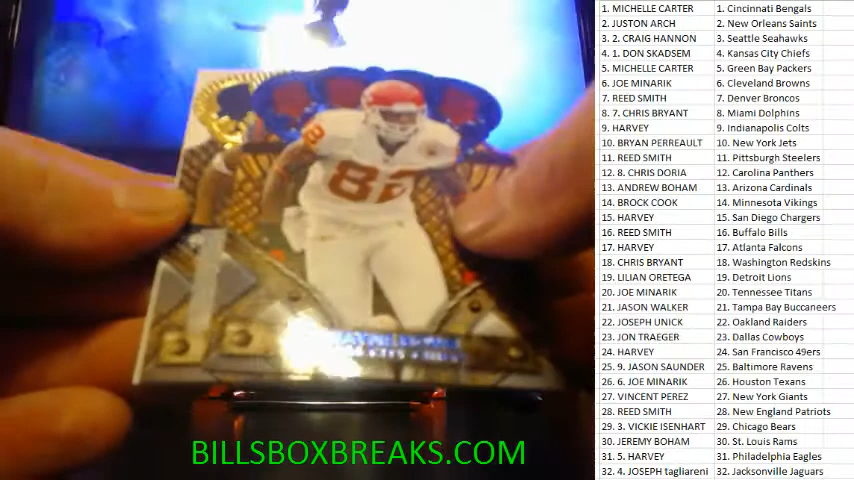 82
BILLSBOXBREAKS.COM
1. MICHELLE CARTER 1. Cincinnati Bengals
2. JUSTON ARCH 2. New Orleans Saints
3. 2. CRAIG HANNON 3. Seattle Seahawks
4. 1. DON SKADSEM 4. Kansas City Chiefs
5. MICHELLE CARTER 5. Green Bay Packers
6. JOE MINARIK 6. Cleveland Browns
7. REED SMITH 7. Denver Broncos
8. 7. CHRIS BRYANT 8. Miami Dolphins
9. HARVEY 9. Indianapolis Colts
10. BRYAN PERREAULT 10. New York Jets
11. REED SMITH 11. Pittsburgh Steelers
12. 8. CHRIS DORIA 12. Carolina Panthers
13. ANDREW BOHAM 13. Arizona Cardinals
14. BROCK COOK 14. Minnesota Vikings
15. HARVEY 15. San Diego Chargers
16. REED SMITH 16. Buffalo Bills
17. HARVEY 17. Atlanta Falcons
18. CHRIS BRYANT 18. Washington Redskins
19. LILIAN ORETEGA 19. Detroit Lions
20. JOE MINARIK 20. Tennessee Titans
21. JASON WALKER 21. Tampa Bay Buccaneers
22. JOSEPH UNICK 22. Oakland Raiders
23. JON TRAEGER 23. Dallas Cowboys
24. HARVEY 24. San Francisco 49ers
25. 9. JASON SAUNDER 25. Baltimore Ravens
26. 6. JOE MINARIK 26. Houston Texans
27. VINCENT PEREZ 27. New York Giants
28. REED SMITH 28. New England Patriots
29. 3. VICKIE ISENHART 29. Chicago Bears
30. JEREMY BOHAM 30. St. Louis Rams
31. 5. HARVEY 31. Philadelphia Eagles
32. 4. JOSEPH tagliareni 32. Jacksonville Jaguars